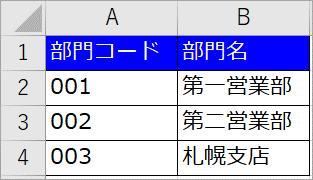 A B
1 部門コード 部門名
2 001 第一営業部
3 002 第二営業部
4 003 札幌支店